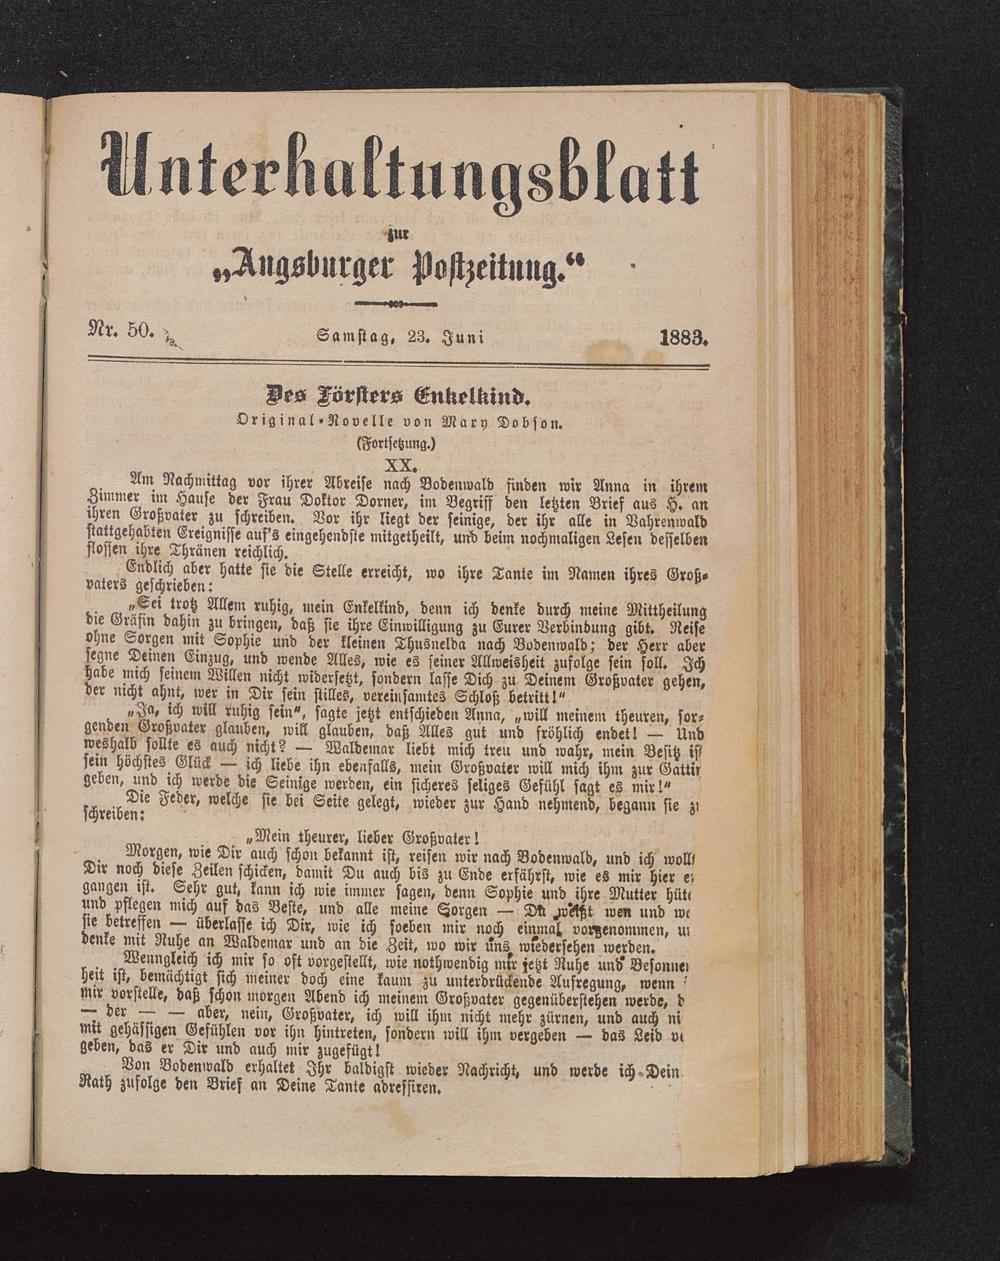 Unterhaltungsblatt
zur
„Augsburger Postzeitung.“
Nr. 50.
Samstag, 23. Juni
1883.
Des Försters Enkelkind.
Original-Novelle von Mary Dobson.
(Fortsetzung.)
XX.
Am Nachmittag vor ihrer Abreise nach Bodenwald finden wir Anna in ihrem
Zimmer im Hause der Frau Doktor Dorner, im Begriff den letzten Brief aus H. an
ihren Großvater zu schreiben. Vor ihr liegt der seinige, der ihr alle in Vahrenwald
stattgehabten Ereignisse auf's eingehendste mitgetheilt, und beim nochmaligen Lesen desselben
flossen ihre Thränen reichlich.
Endlich aber hatte sie die Stelle erreicht, wo ihre Tante im Namen ihres Groß-
vaters geschrieben:
„Sei trotz Allem ruhig, mein Enkelkind, denn ich denke durch meine Mittheilung
die Gräfin dahin zu bringen, daß sie ihre Einwilligung zu Eurer Verbindung gibt. Reise
ohne Sorgen mit Sophie und der kleinen Thusnelda nach Bodenwald; der Herr aber
segne Deinen Einzug, und wende Alles, wie es seiner Allweisheit zufolge sein soll. Ich
habe mich seinem Willen nicht widersetzt, sondern lasse Dich zu Deinem Großvater gehen,
der nicht ahnt, wer in Dir sein stilles, vereinsamtes Schloß betritt!“
„Ja, ich will ruhig sein“, sagte jetzt entschieden Anna, „will meinem theuren, sor-
genden Großvater glauben, will glauben, daß Alles gut und fröhlich endet! — Und
weshalb sollte es auch nicht? — Waldemar liebt mich treu und wahr, mein Besitz ist
sein höchstes Glück — ich liebe ihn ebenfalls, mein Großvater will mich ihm zur Gattin
geben, und ich werde die Seinige werden, ein sicheres seliges Gefühl sagt es mir!“
Die Feder, welche sie bei Seite gelegt, wieder zur Hand nehmend, begann sie zu
schreiben:
„Mein theurer, lieber Großvater!
Morgen, wie Dir auch schon bekannt ist, reisen wir nach Bodenwald, und ich woll
Dir noch diese Zeilen schicken, damit Du auch bis zu Ende erfährst, wie es mir hier e
gangen ist. Sehr gut, kann ich wie immer sagen, denn Sophie und ihre Mutter hüte
und pflegen mich auf das Beste, und alle meine Sorgen — Du weißt wen und we
sie betreffen — überlasse ich Dir, wie ich soeben mir noch einmal vorgenommen, u
denke mit Ruhe an Waldemar und an die Zeit, wo wir uns wiedersehen werden.
Wenngleich ich mir so oft vorgestellt, wie nothwendig mir jetzt Ruhe und Besonne
heit ist, bemächtigt sich meiner doch eine kaum zu unterdrückende Aufregung, wenn
mir vorstelle, daß schon morgen Abend ich meinem Großvater gegenüberstehen werde, d
— der — — aber, nein, Großvater, ich will ihm nicht mehr zürnen, und auch ni
mit gehässigen Gefühlen vor ihn hintreten, sondern will ihm vergeben — das Leid v
geben, das er Dir und auch mir zugefügt!
Von Bodenwald erhaltet Ihr baldigst wieder Nachricht, und werde ich Dein
Rath zufolge den Brief an Deine Tante adressiren.